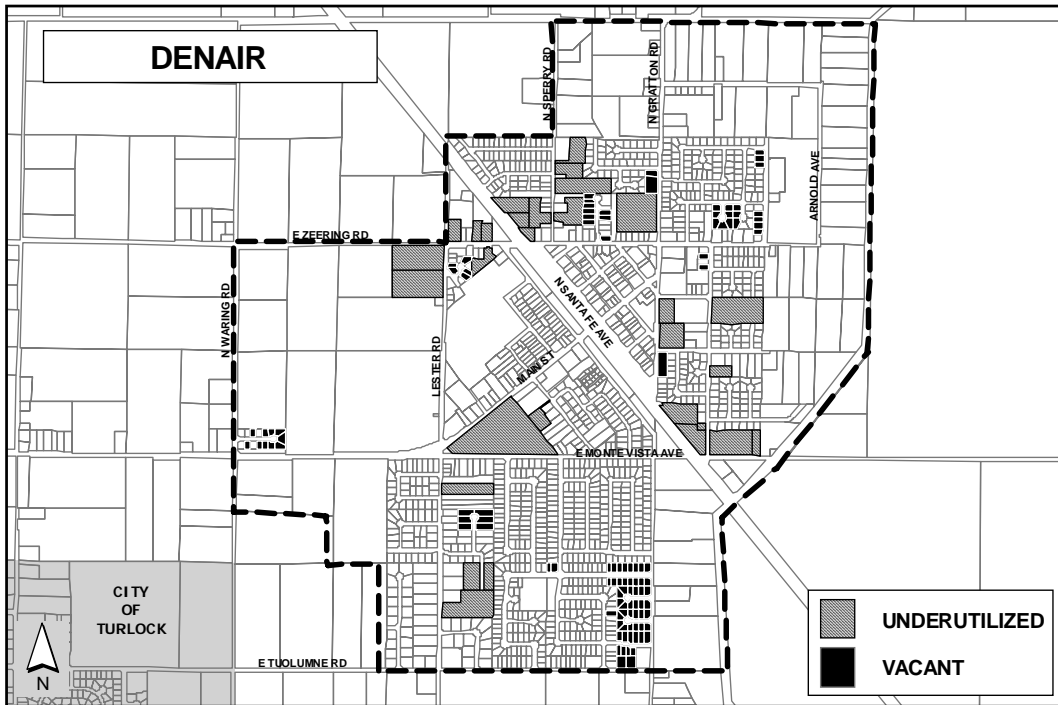 DENAIR
N SPERRY RD
N GRATTON RD
ARNOLD AVE
E ZEERING RD
N WARING RD
LESTER RD
N SANTA FE AVE
MAIN ST
E MONTE VISTA AVE
CITY
OF
TURLOCK
N
E TUOLUMNE RD
UNDERUTILIZED
VACANT